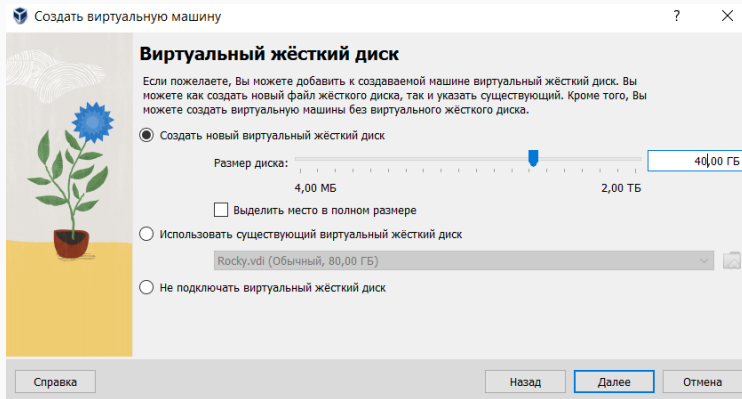 Создать виртуальную машину
?
Виртуальный жёсткий диск
Если пожелаете, Вы можете добавить к создаваемой машине виртуальный жёсткий диск. Вы
можете как создать новый файл жёсткого диска, так и указать существующий. Кроме того, Вы
можете создать виртуальную машины без виртуального жёсткого диска.
Создать новый виртуальный жёсткий диск
Размер диска:
40,00 ГБ
4,00 МБ
2,00 ТБ
Выделить место в полном размере
Использовать существующий виртуальный жёсткий диск
Rocky.vdi (Обычный, 80,00 ГБ)
Не подключать виртуальный жёсткий диск
Справка
Назад
Далее
Отмена